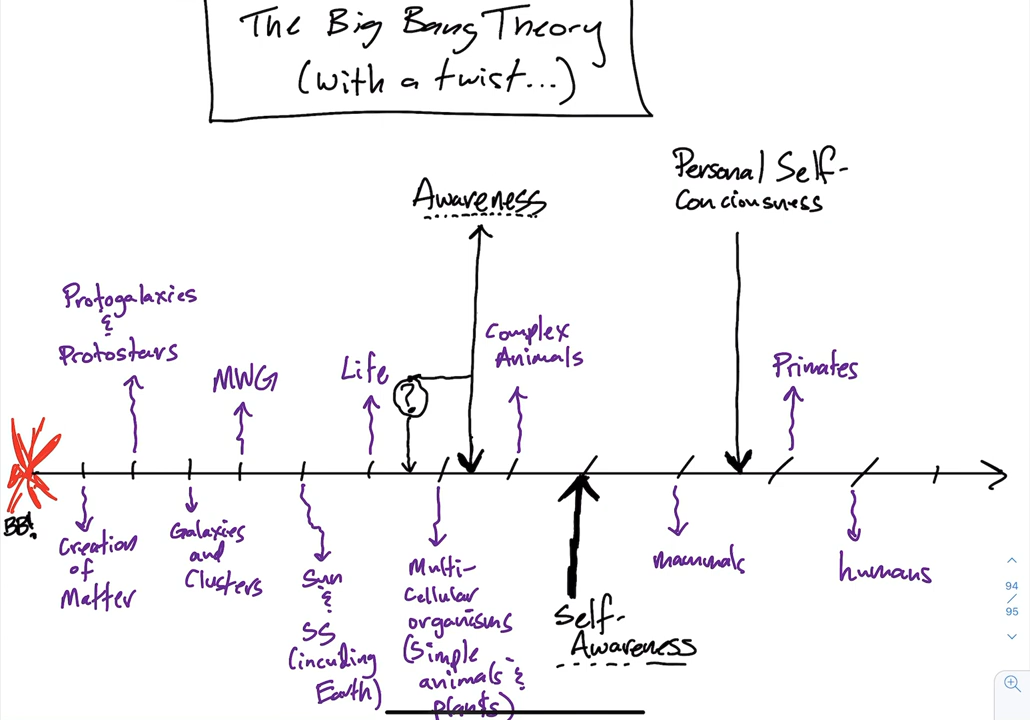 The Big Bang Theory
(with a twist...)
Personal Self-
Conciousness
Awareness
Protogalaxies
&
Protostars
MWG
Life
?
Complex
Animals
Primates
BB!
Creation
of
Matter
Galaxies
and
Clusters
Sun
&
SS
(incuding
Earth)
Multi-
Cellular
organisms
(Simple
animals &
plants)
Self-
Awareness
mammals
humans
94
/
95